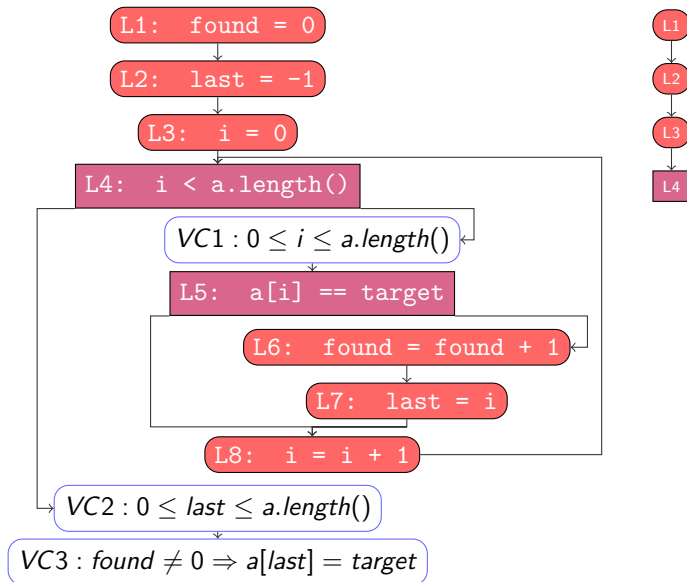 L1: found = 0
L2: last = -1
L3: i = 0
L4: i < a.length()
VC1 : 0 ≤ i ≤ a.length()
L5: a[i] == target
L6: found = found + 1
L7: last = i
L8: i = i + 1
VC2 : 0 ≤ last ≤ a.length()
VC3 : found ≠ 0 ⇒ a[last] = target
L1
L2
L3
L4